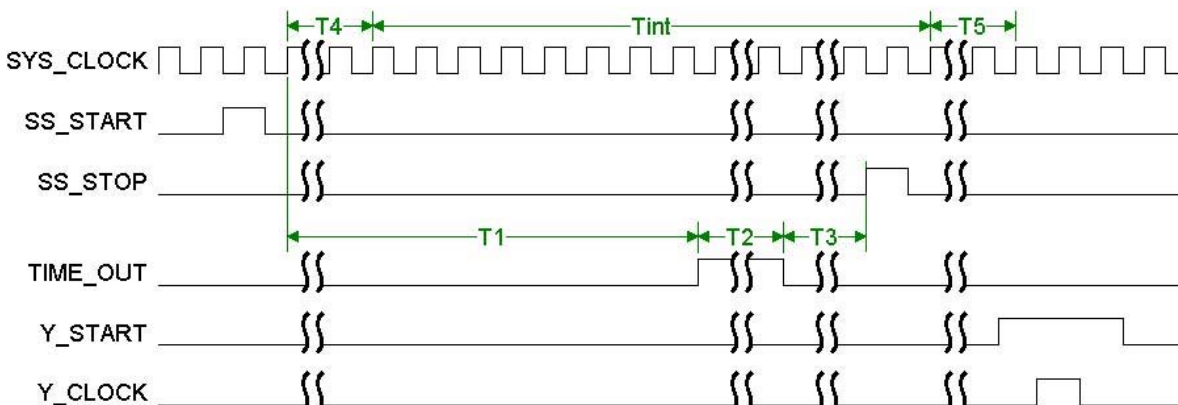 T4 Tint T5
SYS_CLOCK
SS_START
SS_STOP
T1 T2 T3
TIME_OUT
Y_START
Y_CLOCK